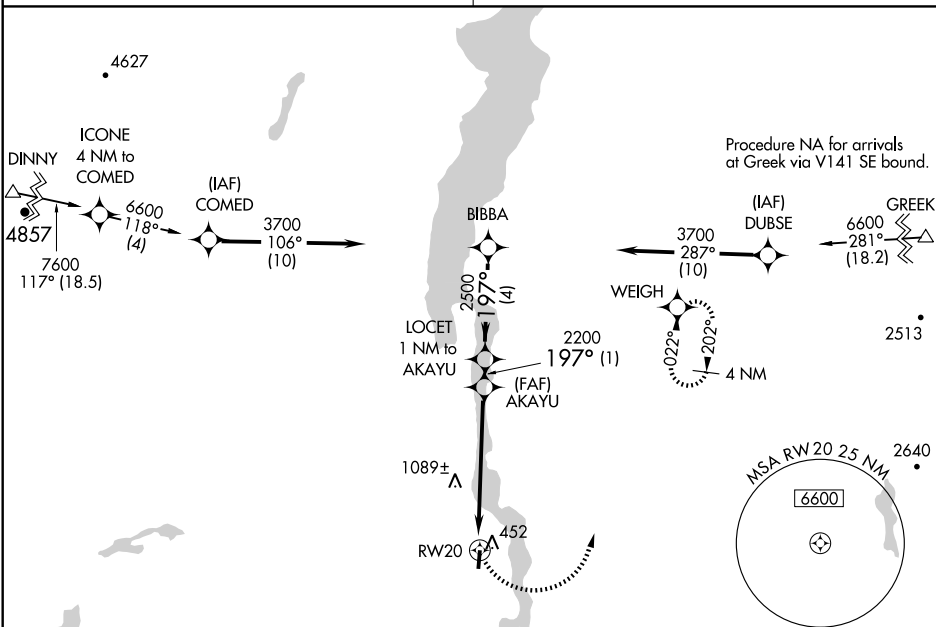 4627
ICONE
4 NM to
COMED
DINNY
4857
7600
117° (18.5)
6600
118°
(4)
(IAF)
COMED
3700
106°
(10)
BIBBA
2500
197°
(4)
LOCET
1 NM to
AKAYU
2200
197° (1)
(FAF)
AKAYU
1089±
452
RW20
Procedure NA for arrivals
at Greek via V141 SE bound.
(IAF)
DUBSE
3700
287°
(10)
GREEK
6600
281°
(18.2)
WEIGH
022°
202°
4 NM
2513
2640
MSA RW20 25 NM
6600